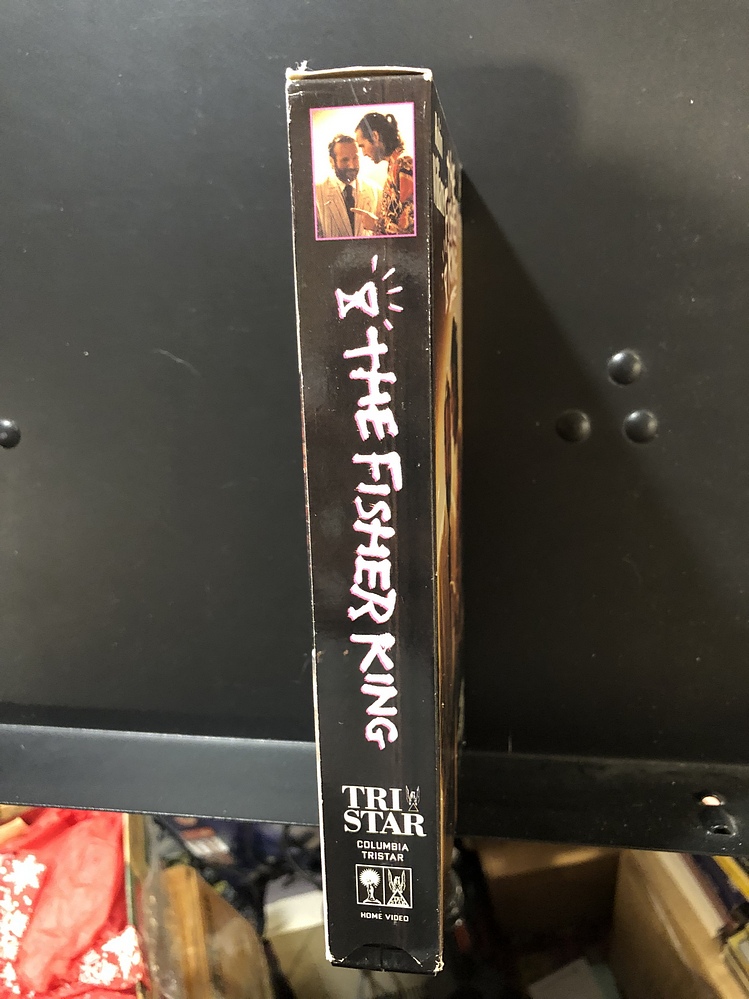 THE FISHER KING
TRI
STAR
COLUMBIA
TRISTAR
HOME VIDEO